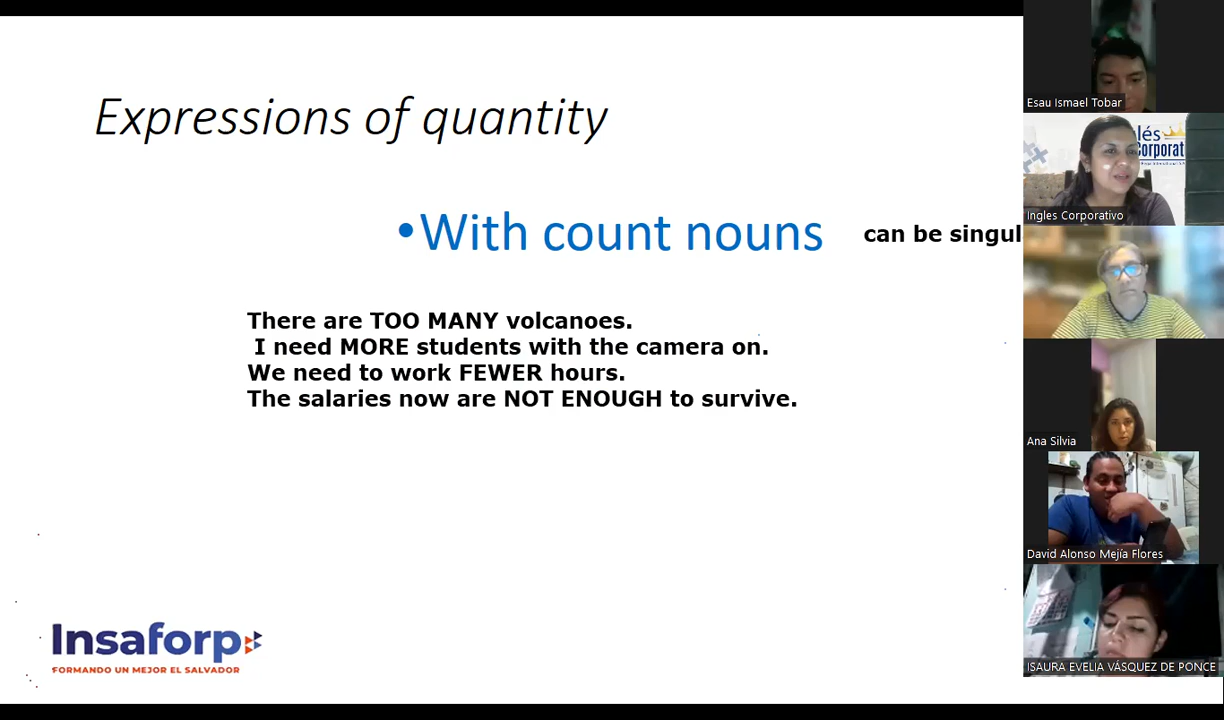 Expressions of quantity
•With count nouns
can be singul
There are TOO MANY volcanoes.
I need MORE students with the camera on.
We need to work FEWER hours.
The salaries now are NOT ENOUGH to survive.
Insaforp
FORMANDO UN MEJOR EL SALVADOR
Esau Ismael Tobar
lés
Corporat
Ingles Corporativo
Ana Silvia
David Alonso Mejía Flores
ISAURA EVELIA VÁSQUEZ DE PONCE